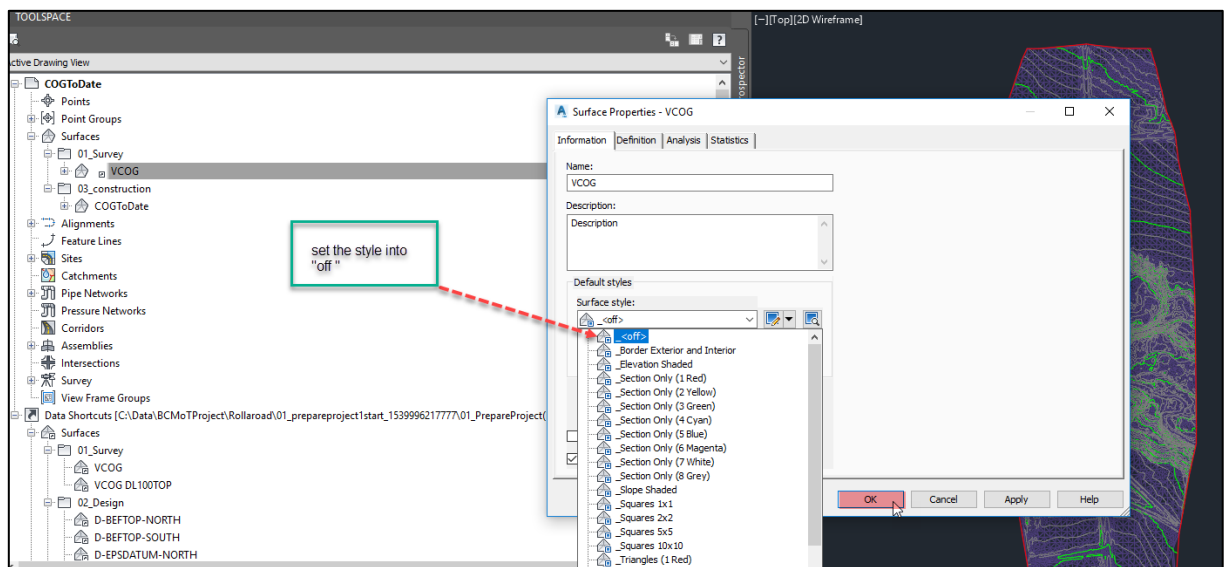 TOOLSPACE
[−][Top][2D Wireframe]
Active Drawing View
Prospector
COGToDate
Points
Point Groups
Surfaces
01_Survey
VCOG
03_construction
COGToDate
Alignments
Feature Lines
Sites
Catchments
Pipe Networks
Pressure Networks
Corridors
Assemblies
Intersections
Survey
View Frame Groups
Data Shortcuts [C:\Data\BCMoTProject\Rollaroad\01_prepareproject1start_1539996217777\01_PrepareProject(
Surfaces
01_Survey
VCOG
VCOG DL100TOP
02_Design
D-BEFTOP-NORTH
D-BEFTOP-SOUTH
D-EPSDATUM-NORTH
set the style into
"off "
Surface Properties - VCOG
Information Definition Analysis Statistics
Name:
VCOG
Description:
Description
Default styles
Surface style:
_<off>
_<off>
_Border Exterior and Interior
_Elevation Shaded
_Section Only (1 Red)
_Section Only (2 Yellow)
_Section Only (3 Green)
_Section Only (4 Cyan)
_Section Only (5 Blue)
_Section Only (6 Magenta)
_Section Only (7 White)
_Section Only (8 Grey)
_Slope Shaded
_Squares 1x1
_Squares 2x2
_Squares 5x5
_Squares 10x10
_Triangles (1 Red)
OK Cancel Apply Help